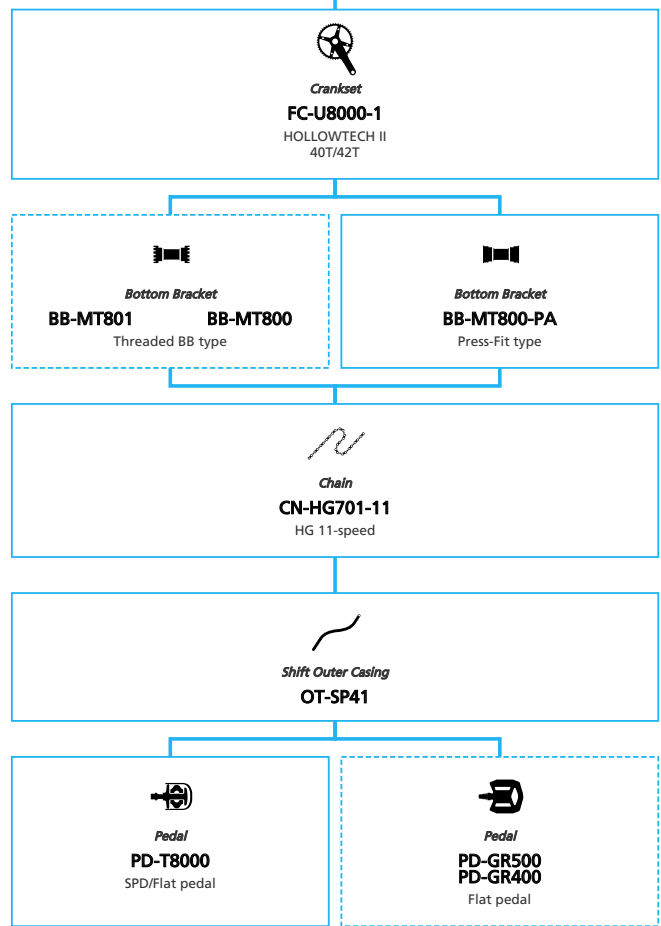 Crankset
FC-U8000-1
HOLLOWTECH II
40T/42T
Bottom Bracket
BB-MT801 BB-MT800
Threaded BB type
Bottom Bracket
BB-MT800-PA
Press-Fit type
Chain
CN-HG701-11
HG 11-speed
Shift Outer Casing
OT-SP41
Pedal
PD-T8000
SPD/Flat pedal
Pedal
PD-GR500
PD-GR400
Flat pedal